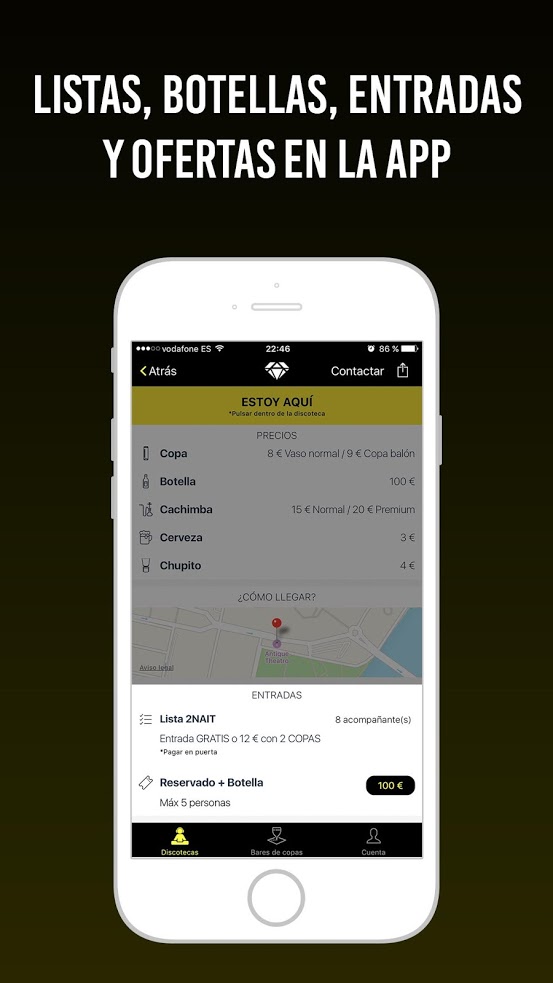 LISTAS, BOTELLAS, ENTRADAS
Y OFERTAS EN LA APP
vodafone ES 22:46 86 %
Atrás Contactar
ESTOY AQUÍ
*Pulsar dentro de la discoteca
PRECIOS
Copa 8 € Vaso normal / 9 € Copa balón
Botella 100 €
Cachimba 15 € Normal / 20 € Premium
Cerveza 3 €
Chupito 4 €
¿CÓMO LLEGAR?
Antique
Theatro
Aviso legal
ENTRADAS
Lista 2NAIT 8 acompañante(s)
Entrada GRATIS o 12 € con 2 COPAS
*Pagar en puerta
Reservado + Botella 100 €
Máx 5 personas
Discotecas Bares de copas Cuenta